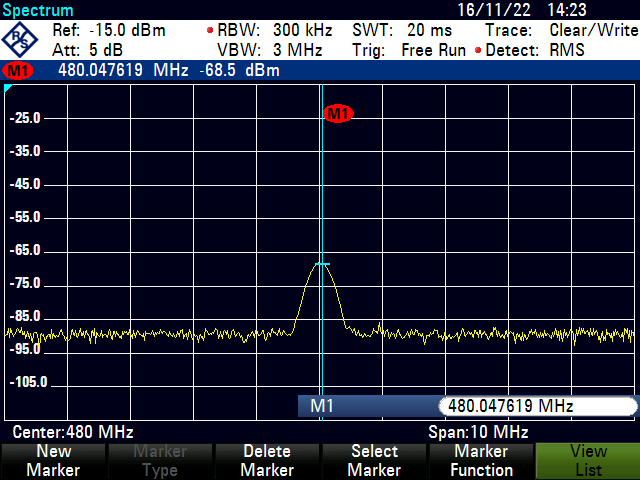 Spectrum 16/11/22 14:23
R S Ref: -15.0 dBm RBW: 300 kHz SWT: 20 ms Trace: Clear/Write
Att: 5 dB VBW: 3 MHz Trig: Free Run Detect: RMS
M1 480.047619 MHz -68.5 dBm
M1
-25.0
-35.0
-45.0
-55.0
-65.0
-75.0
-85.0
-95.0
-105.0
M1 480.047619 MHz
Center:480 MHz Span:10 MHz
New Marker
Marker Type
Delete Marker
Select Marker
Marker Function
View List